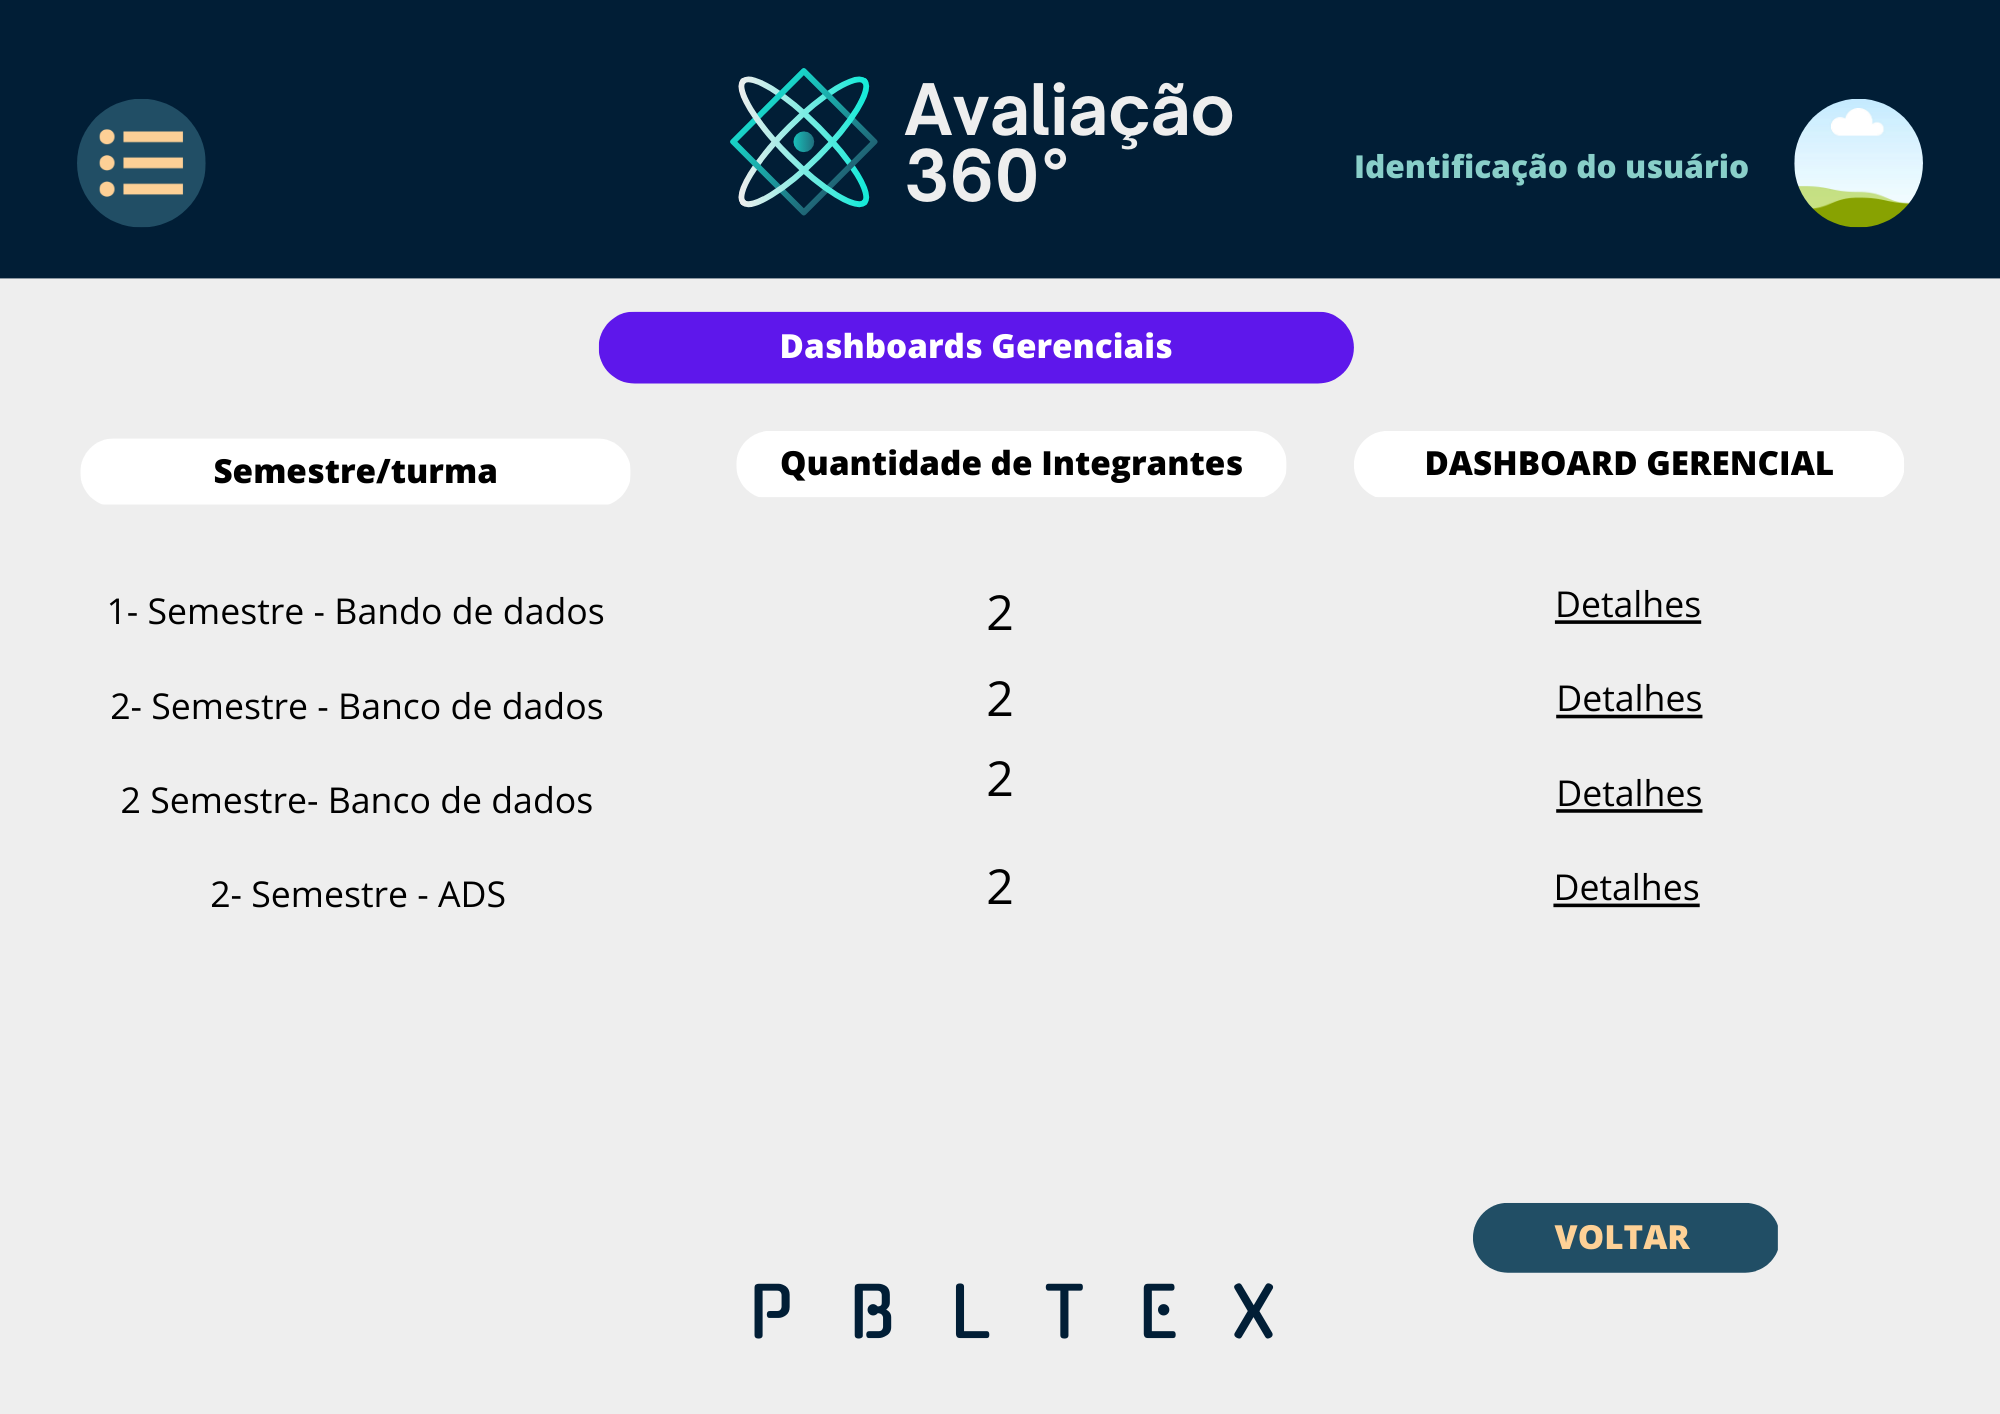 Avaliação
360°
Identificação do usuário
Dashboards Gerenciais
Semestre/turma
Quantidade de Integrantes
DASHBOARD GERENCIAL
1- Semestre - Bando de dados
2
Detalhes
2- Semestre - Banco de dados
2
Detalhes
2 Semestre- Banco de dados
2
Detalhes
2- Semestre - ADS
2
Detalhes
VOLTAR
PBLTEX